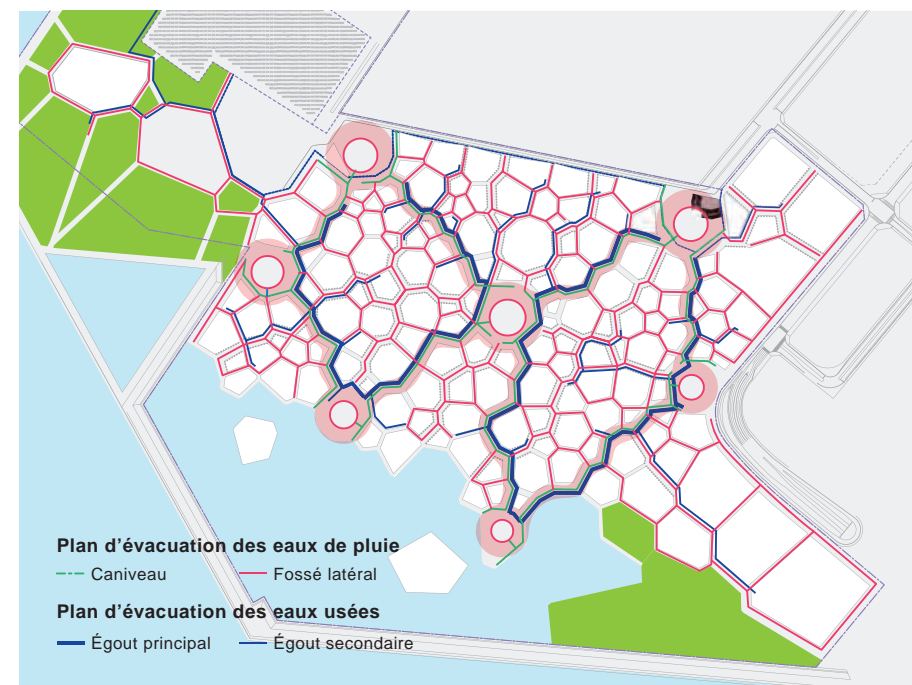 Plan d'évacuation des eaux de pluie
Caniveau Fossé latéral
Plan d'évacuation des eaux usées
Égout principal Égout secondaire